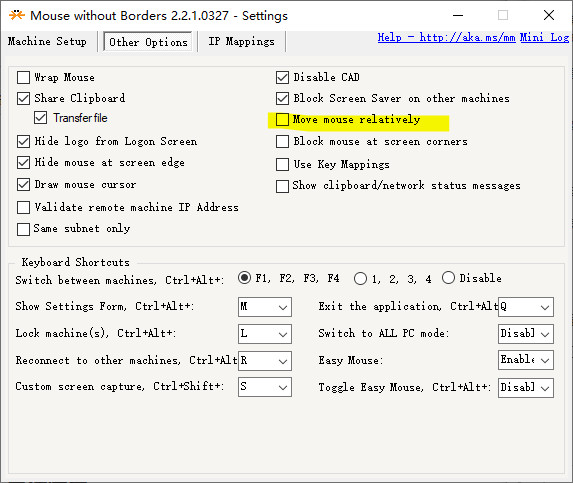 Mouse without Borders 2.2.1.0327 - Settings
Machine Setup Other Options IP Mappings Help - http://aka.ms/mm Mini Log
Wrap Mouse
Share Clipboard
Transfer file
Hide logo from Logon Screen
Hide mouse at screen edge
Draw mouse cursor
Validate remote machine IP Address
Same subnet only
Disable CAD
Block Screen Saver on other machines
Move mouse relatively
Block mouse at screen corners
Use Key Mappings
Show clipboard/network status messages
Keyboard Shortcuts
Switch between machines, Ctrl+Alt+: F1, F2, F3, F4 1, 2, 3, 4 Disable
Show Settings Form, Ctrl+Alt+: M
Lock machine(s), Ctrl+Alt+: L
Reconnect to other machines, Ctrl+Alt R
Custom screen capture, Ctrl+Shift+: S
Exit the application, Ctrl+Alt Q
Switch to ALL PC mode: Disabl
Easy Mouse: Enable
Toggle Easy Mouse, Ctrl+Alt+: Disabl